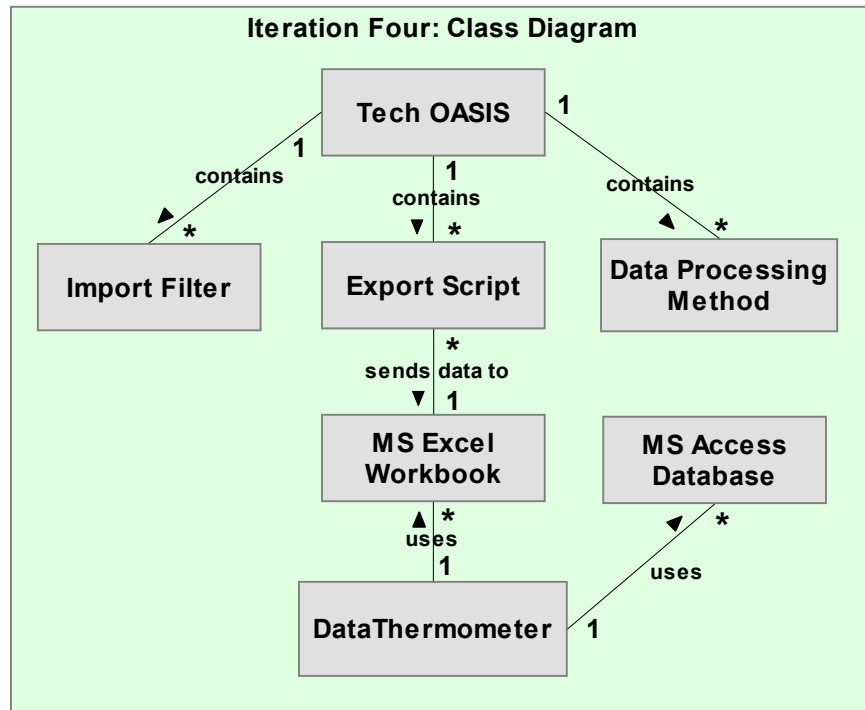 Iteration Four: Class Diagram
Tech OASIS
1
1
1
contains
contains
contains
*
*
*
Import Filter
Export Script
Data Processing
Method
*
sends data to
1
MS Excel
Workbook
MS Access
Database
*
*
uses
uses
1
DataThermometer
1